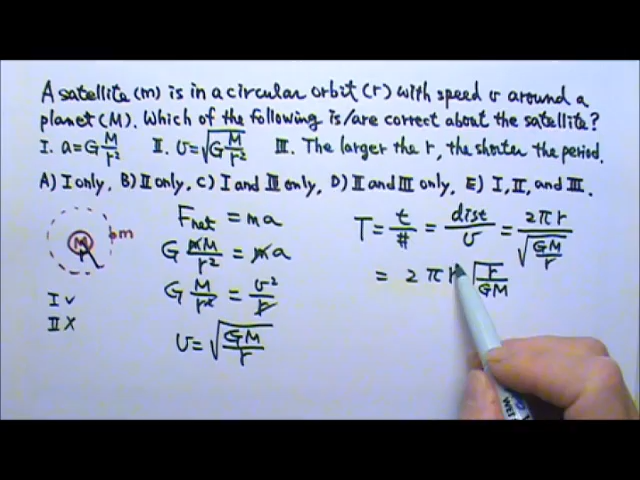 A satellite (m) is in a circular orbit (r) with speed v around a
planet (M). Which of the following is/are correct about the satellite?
I. a = G M/r² II. v = √(G M/r²) III. The larger the r, the shorter the period.
A) I only, B) II only, C) I and III only, D) II and III only, E) I, II, and III.
M m
r
I ✓
II X
F_net = ma
G mM/r² = ma
G M/r² = v²/r
v = √(GM/r)
T = t/# = dist/v = 2πr/√(GM/r)
= 2πr √(r/GM)